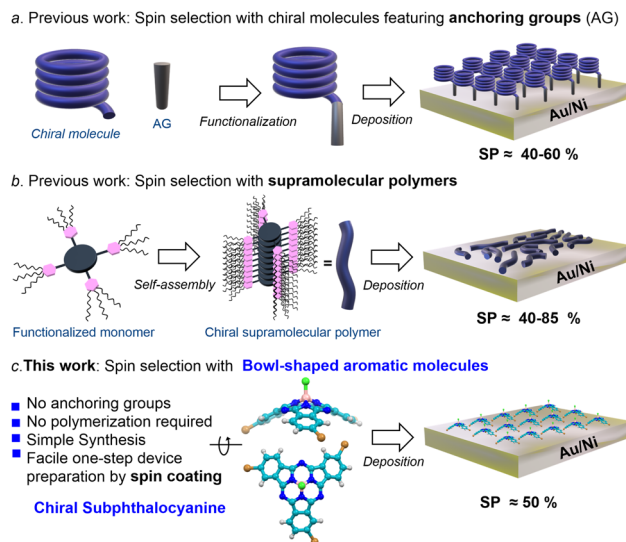 a. Previous work: Spin selection with chiral molecules featuring anchoring groups (AG)
Chiral molecule
AG
Functionalization
Deposition
Au/Ni
SP ≈ 40-60 %
b. Previous work: Spin selection with supramolecular polymers
Functionalized monomer
Self-assembly
=
Chiral supramolecular polymer
Deposition
Au/Ni
SP ≈ 40-85 %
c.This work: Spin selection with Bowl-shaped aromatic molecules
No anchoring groups
No polymerization required
Simple Synthesis
Facile one-step device
preparation by spin coating
Chiral Subphthalocyanine
Deposition
Au/Ni
SP ≈ 50 %